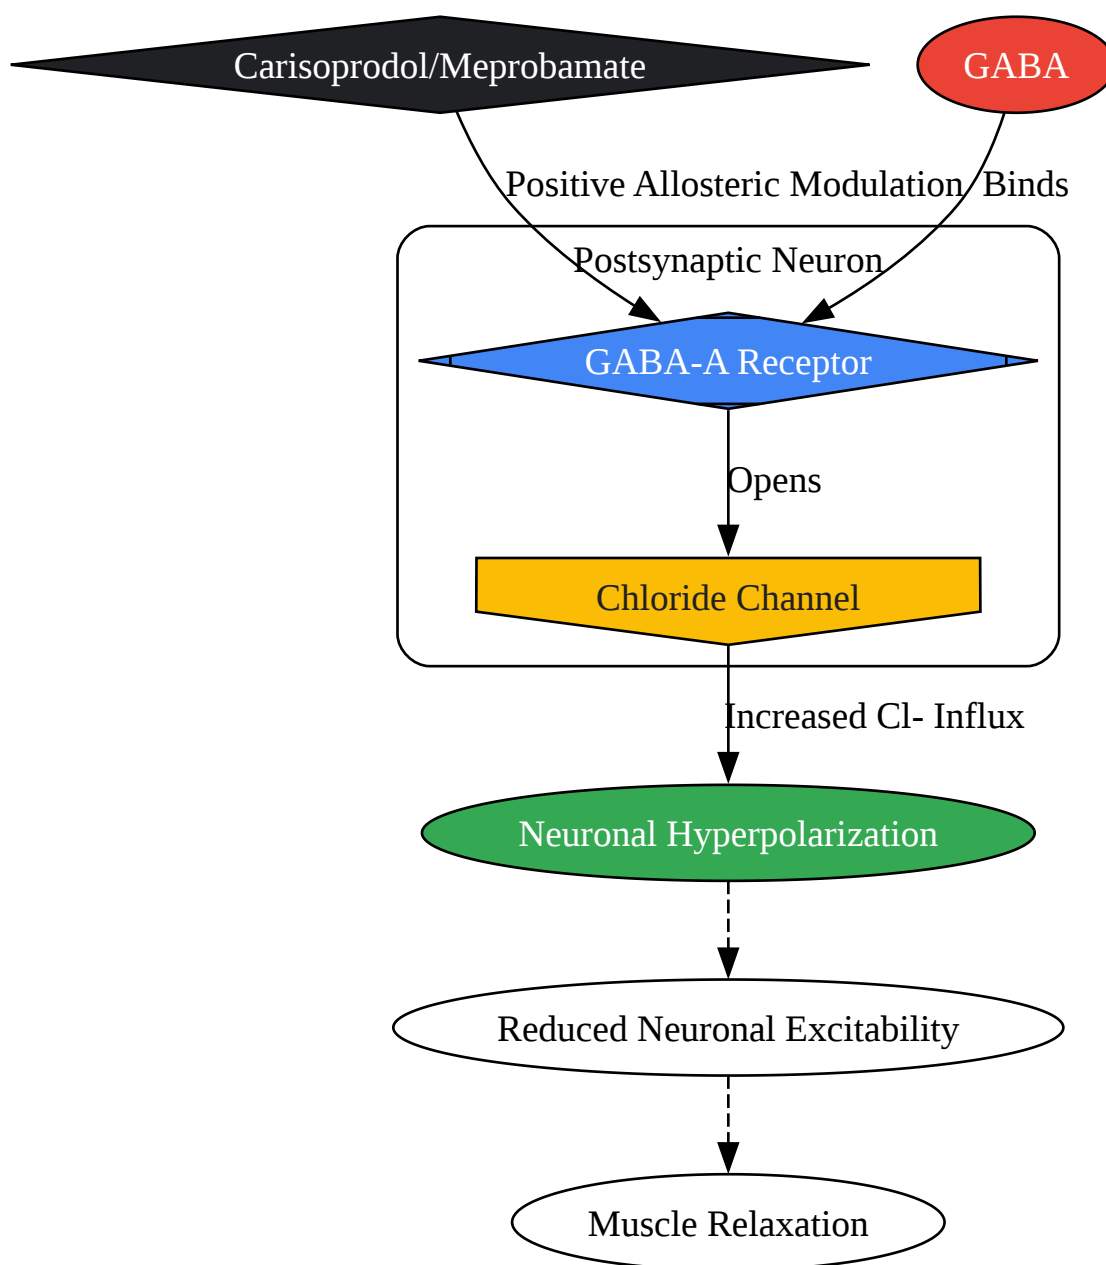 Carisoprodol/Meprobamate
GABA
Positive Allosteric Modulation
Binds
Postsynaptic Neuron
GABA-A Receptor
Opens
Chloride Channel
Increased Cl- Influx
Neuronal Hyperpolarization
Reduced Neuronal Excitability
Muscle Relaxation